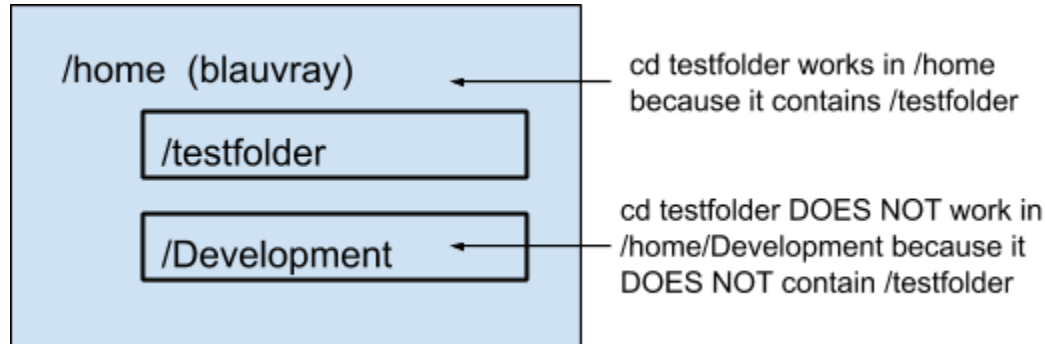 /home (blauvray)
cd testfolder works in /home
because it contains /testfolder
/testfolder
cd testfolder DOES NOT work in
/home/Development because it
DOES NOT contain /testfolder
/Development